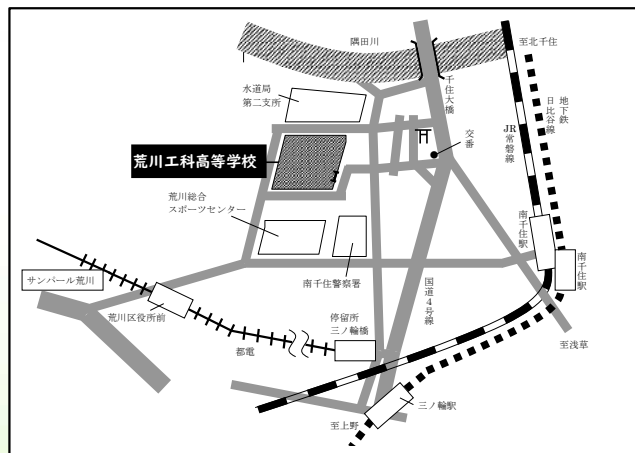 隅田川
至北千住
水道局
第二支所
千住大橋
地下鉄
日比谷線
JR常磐線
交番
荒川工科高等学校
荒川総合
スポーツセンター
南千住駅
南千住駅
サンパール荒川
南千住警察署
国道4号線
荒川区役所前
停留所
三ノ輪橋
都電
至浅草
三ノ輪駅
至上野